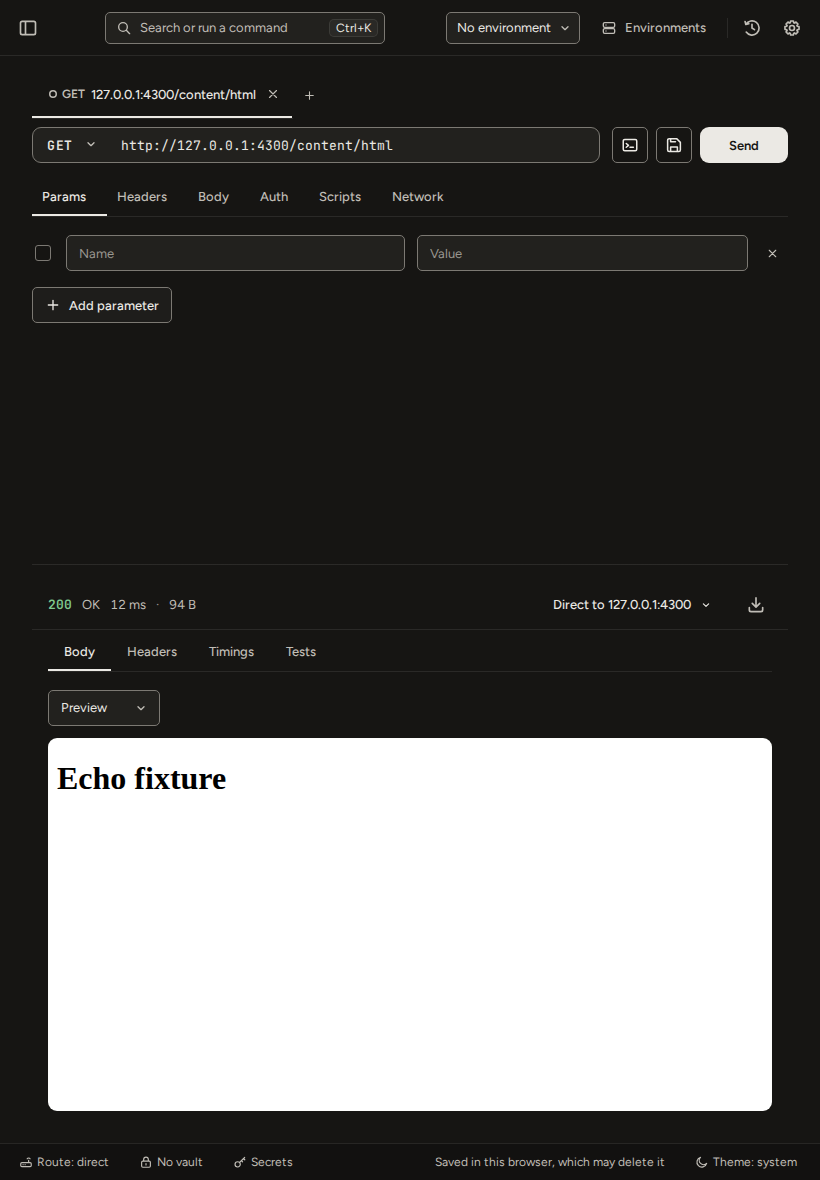 Search or run a command Ctrl+K No environment Environments
GET 127.0.0.1:4300/content/html
GET http://127.0.0.1:4300/content/html Send
Params Headers Body Auth Scripts Network
Name Value
Add parameter
200 OK 12 ms · 94 B Direct to 127.0.0.1:4300
Body Headers Timings Tests
Preview
Echo fixture
Route: direct No vault Secrets Saved in this browser, which may delete it Theme: system